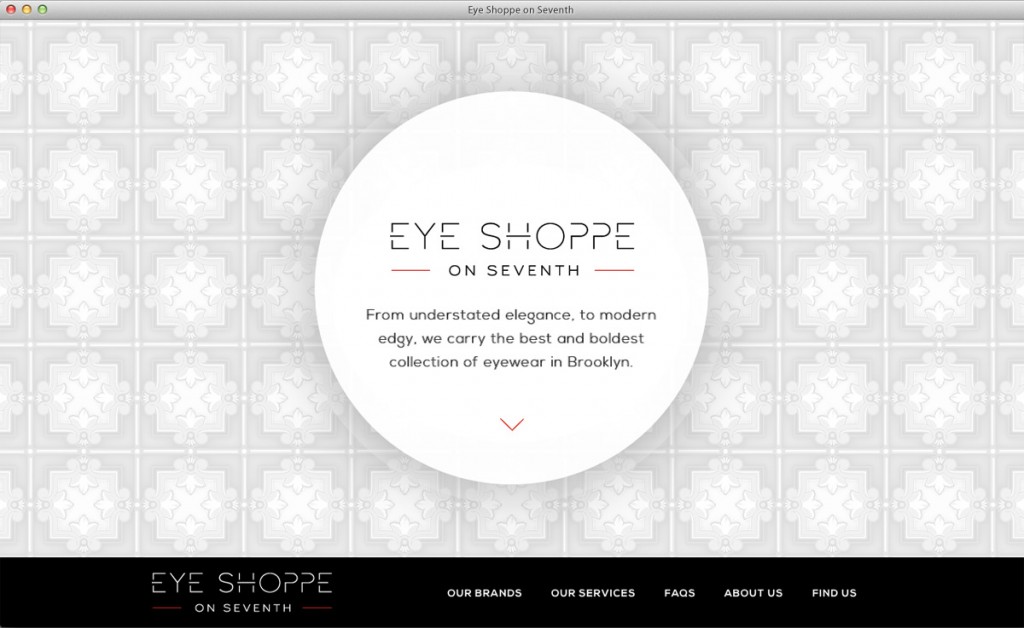 Eye Shoppe on Seventh
EYE SHOPPE
ON SEVENTH
From understated elegance, to modern
edgy, we carry the best and boldest
collection of eyewear in Brooklyn.
EYE SHOPPE
ON SEVENTH
OUR BRANDS OUR SERVICES FAQS ABOUT US FIND US